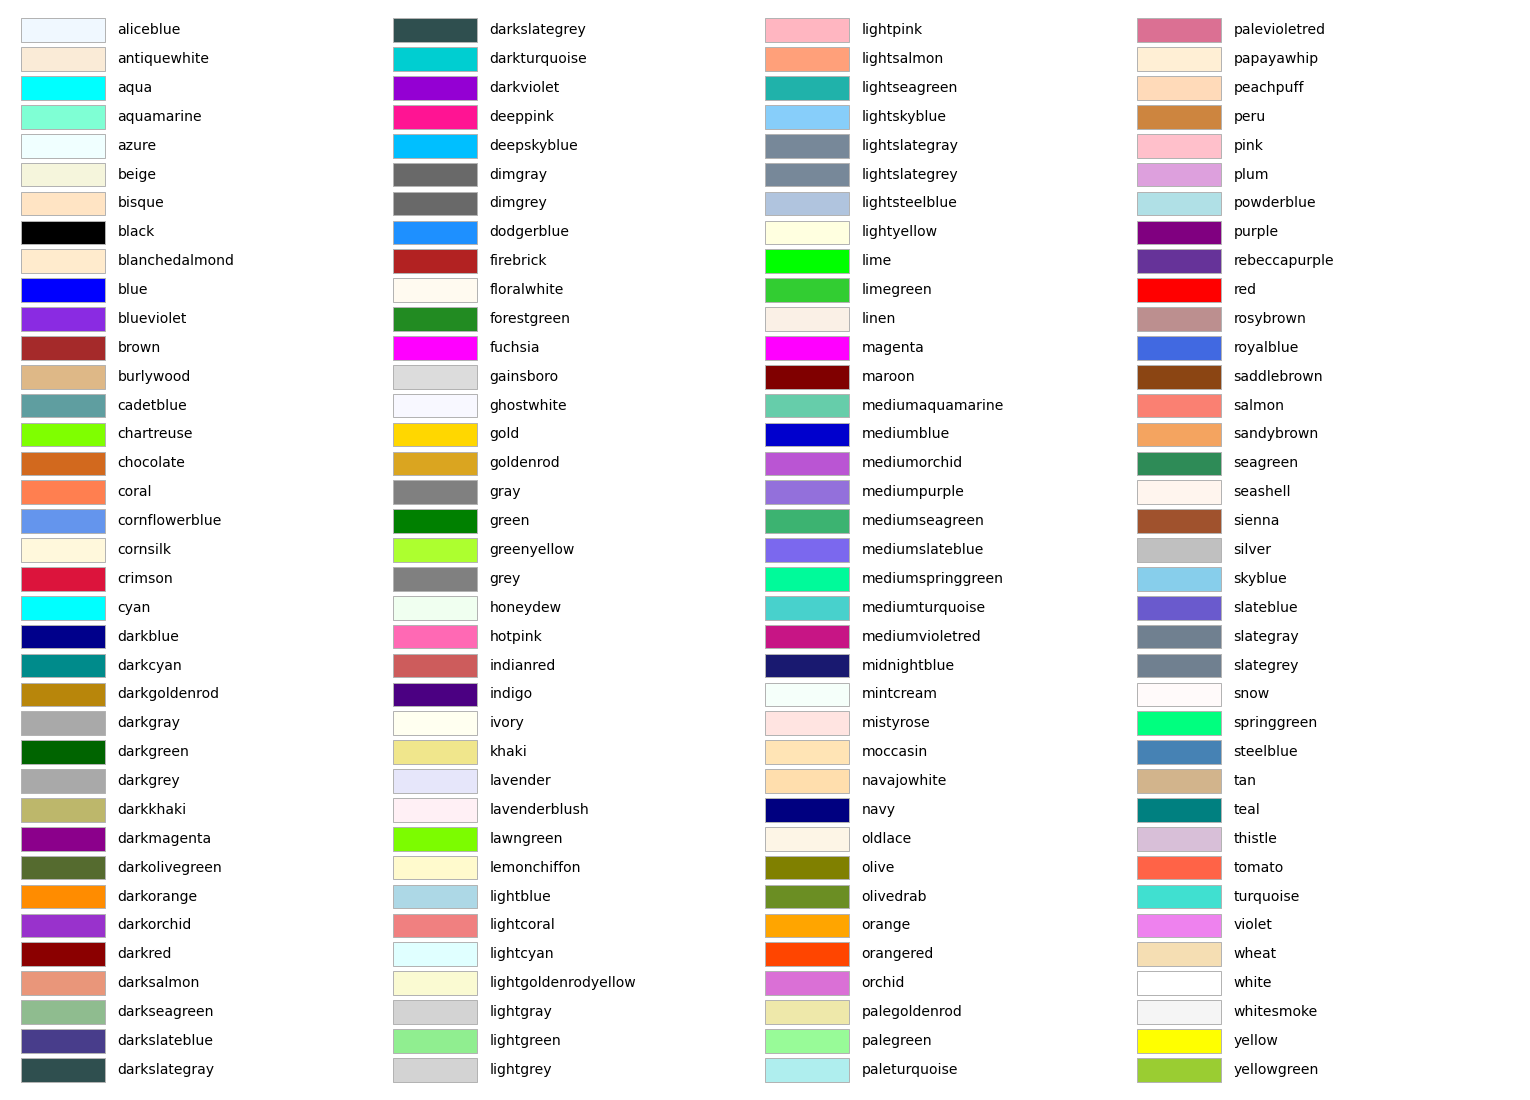 aliceblue
antiquewhite
aqua
aquamarine
azure
beige
bisque
black
blanchedalmond
blue
blueviolet
brown
burlywood
cadetblue
chartreuse
chocolate
coral
cornflowerblue
cornsilk
crimson
cyan
darkblue
darkcyan
darkgoldenrod
darkgray
darkgreen
darkgrey
darkkhaki
darkmagenta
darkolivegreen
darkorange
darkorchid
darkred
darksalmon
darkseagreen
darkslateblue
darkslategray
darkslategrey
darkturquoise
darkviolet
deeppink
deepskyblue
dimgray
dimgrey
dodgerblue
firebrick
floralwhite
forestgreen
fuchsia
gainsboro
ghostwhite
gold
goldenrod
gray
green
greenyellow
grey
honeydew
hotpink
indianred
indigo
ivory
khaki
lavender
lavenderblush
lawngreen
lemonchiffon
lightblue
lightcoral
lightcyan
lightgoldenrodyellow
lightgray
lightgreen
lightgrey
lightpink
lightsalmon
lightseagreen
lightskyblue
lightslategray
lightslategrey
lightsteelblue
lightyellow
lime
limegreen
linen
magenta
maroon
mediumaquamarine
mediumblue
mediumorchid
mediumpurple
mediumseagreen
mediumslateblue
mediumspringgreen
mediumturquoise
mediumvioletred
midnightblue
mintcream
mistyrose
moccasin
navajowhite
navy
oldlace
olive
olivedrab
orange
orangered
orchid
palegoldenrod
palegreen
paleturquoise
palevioletred
papayawhip
peachpuff
peru
pink
plum
powderblue
purple
rebeccapurple
red
rosybrown
royalblue
saddlebrown
salmon
sandybrown
seagreen
seashell
sienna
silver
skyblue
slateblue
slategray
slategrey
snow
springgreen
steelblue
tan
teal
thistle
tomato
turquoise
violet
wheat
white
whitesmoke
yellow
yellowgreen